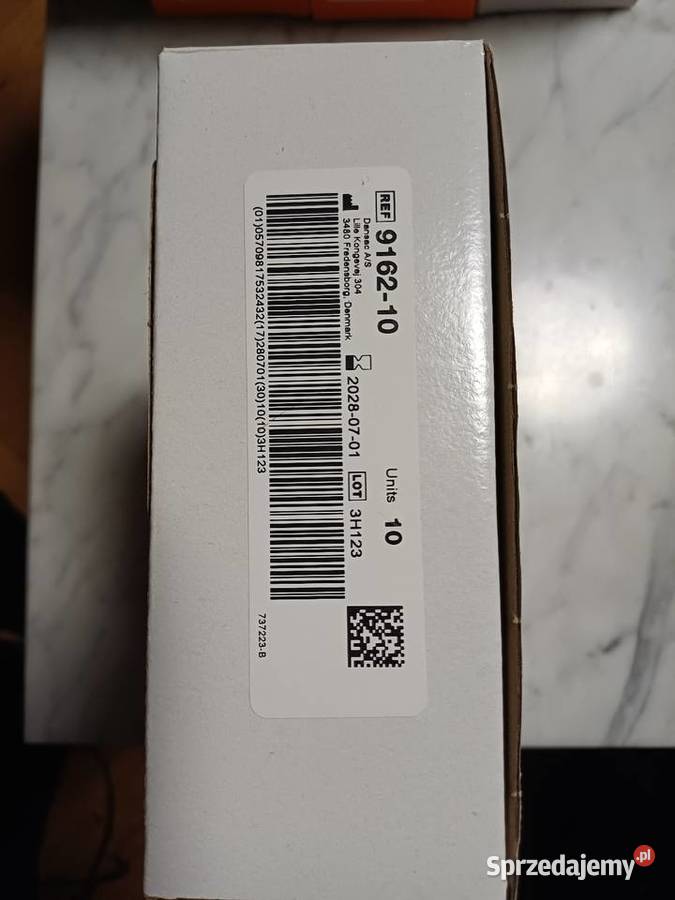 REF 9162-10
Units 10
Dansac A/S
Lille Kongevej 304
3480 Fredensborg, Denmark
2028-07-01
LOT 3H123
(01)05709817532432(17)280701(30)10(10)3H123
737223-B
Sprzedajemy.pl